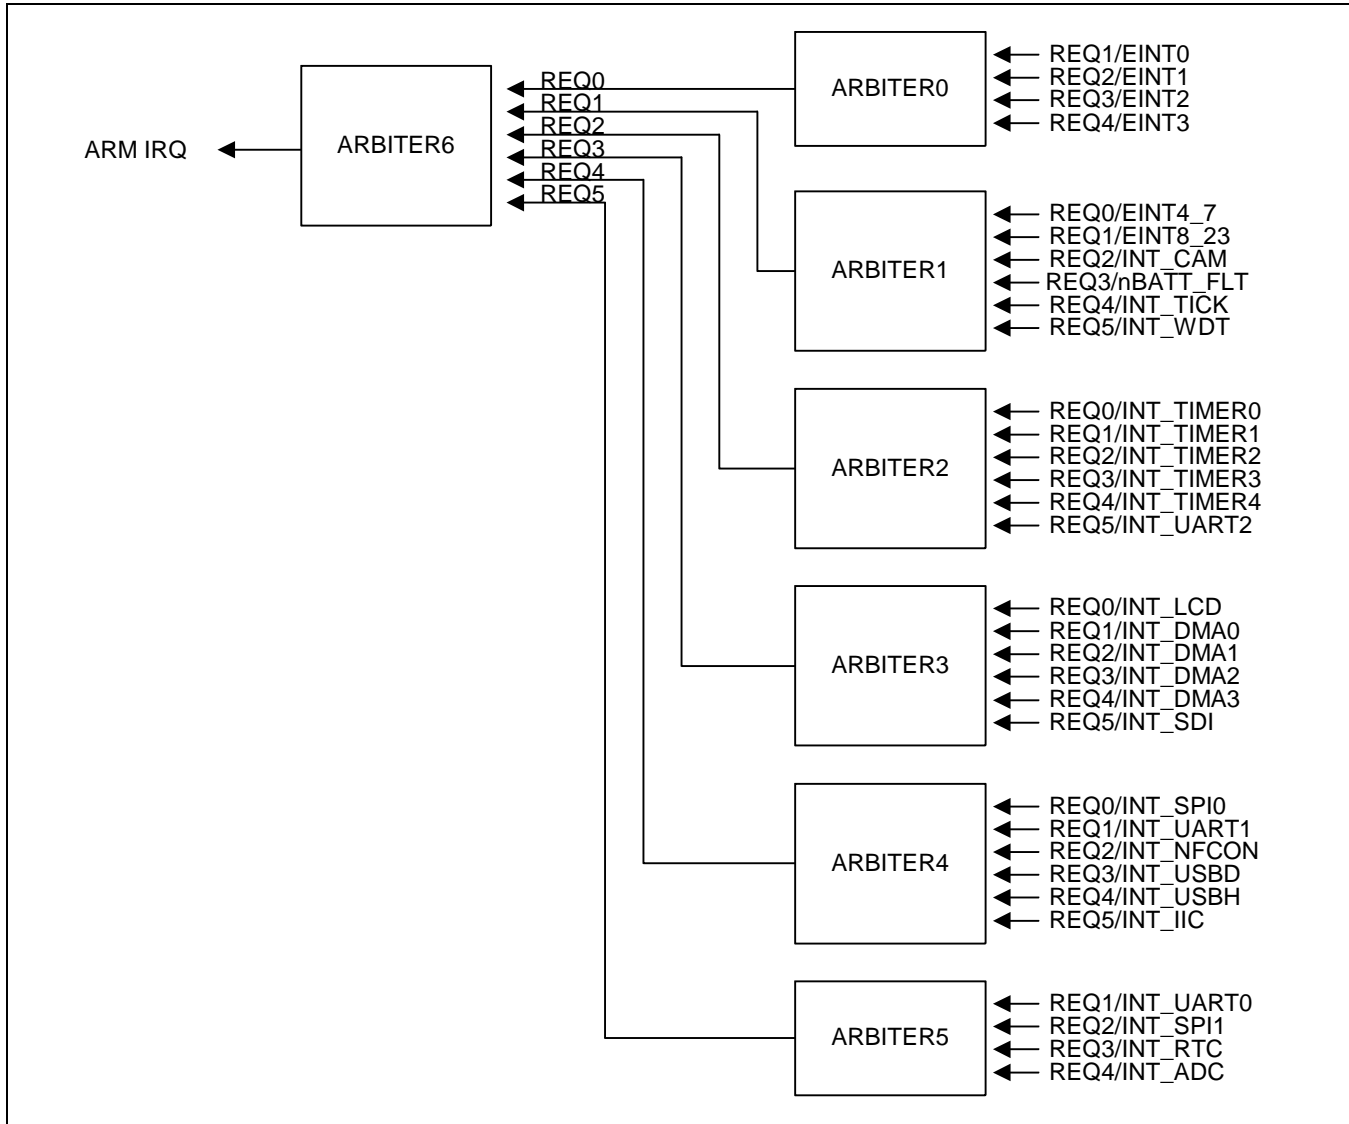 ARM IRQ
ARBITER6
REQ0
REQ1
REQ2
REQ3
REQ4
REQ5
ARBITER0
REQ1/EINT0
REQ2/EINT1
REQ3/EINT2
REQ4/EINT3
ARBITER1
REQ0/EINT4_7
REQ1/EINT8_23
REQ2/INT_CAM
REQ3/nBATT_FLT
REQ4/INT_TICK
REQ5/INT_WDT
ARBITER2
REQ0/INT_TIMER0
REQ1/INT_TIMER1
REQ2/INT_TIMER2
REQ3/INT_TIMER3
REQ4/INT_TIMER4
REQ5/INT_UART2
ARBITER3
REQ0/INT_LCD
REQ1/INT_DMA0
REQ2/INT_DMA1
REQ3/INT_DMA2
REQ4/INT_DMA3
REQ5/INT_SDI
ARBITER4
REQ0/INT_SPI0
REQ1/INT_UART1
REQ2/INT_NFCON
REQ3/INT_USBD
REQ4/INT_USBH
REQ5/INT_IIC
ARBITER5
REQ1/INT_UART0
REQ2/INT_SPI1
REQ3/INT_RTC
REQ4/INT_ADC